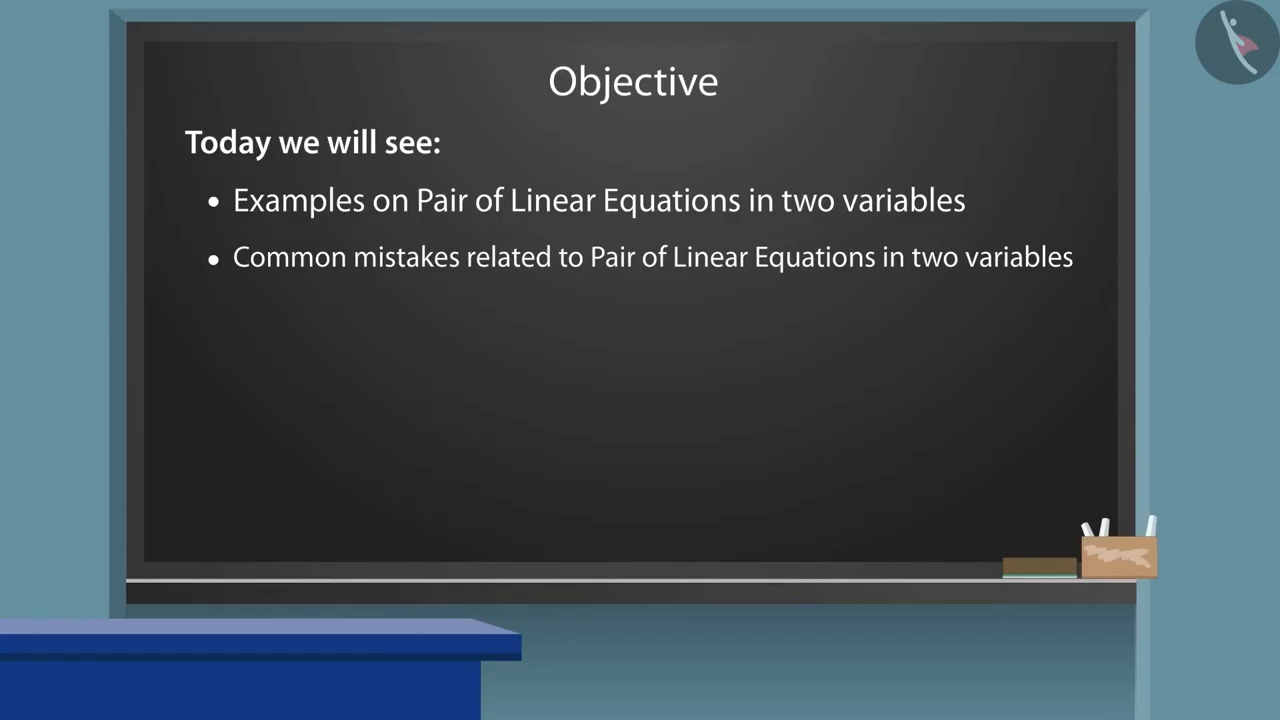 Objective
Today we will see:
• Examples on Pair of Linear Equations in two variables
• Common mistakes related to Pair of Linear Equations in two variables